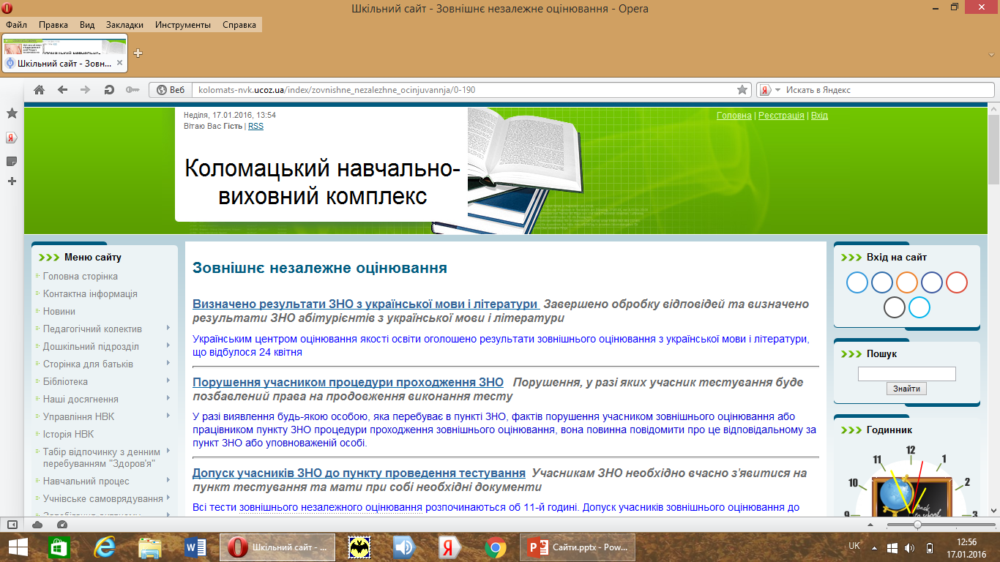 Шкільний сайт - Зовнішнє незалежне оцінювання - Opera
Файл Правка Вид Закладки Инструменты Справка
Шкільний сайт - Зовн...
Веб kolomats-nvk.ucoz.ua/index/zovnishne_nezalezhne_ocinjuvannja/0-190 Искать в Яндекс
Неділя, 17.01.2016, 13:54
Вітаю Вас Гість | RSS
Головна | Реєстрація | Вхід
Коломацький навчально-
виховний комплекс
Меню сайту
Головна сторінка
Контактна інформація
Новини
Педагогічний колектив
Дошкільний підрозділ
Сторінка для батьків
Бібліотека
Наші досягнення
Управління НВК
Історія НВК
Табір відпочинку з денним
перебуванням "Здоров'я"
Навчальний процес
Учнівське самоврядування
Зовнішнє незалежне оцінювання
Визначено результати ЗНО з української мови і літератури Завершено обробку відповідей та визначено
результати ЗНО абітурієнтів з української мови і літератури
Українським центром оцінювання якості освіти оголошено результати зовнішнього оцінювання з української мови і літератури,
що відбулося 24 квітня
Порушення учасником процедури проходження ЗНО Порушення, у разі яких учасник тестування буде
позбавлений права на продовження виконання тесту
У разі виявлення будь-якою особою, яка перебуває в пункті ЗНО, фактів порушення учасником зовнішнього оцінювання або
працівником пункту ЗНО процедури проходження зовнішнього оцінювання, вона повинна повідомити про це відповідальному за
пункт ЗНО або уповноваженій особі.
Допуск учасників ЗНО до пункту проведення тестування Учасникам ЗНО необхідно вчасно з'явитися на
пункт тестування та мати при собі необхідні документи
Всі тести зовнішнього незалежного оцінювання розпочинаються об 11-й годині. Допуск учасників зовнішнього оцінювання до
Вхід на сайт
Пошук
Знайти
Годинник
11 12 1
10 2
9 3
Back
to school
Шкільний сайт - ...
Сайти.pptx - Pow...
UK
12:56
17.01.2016